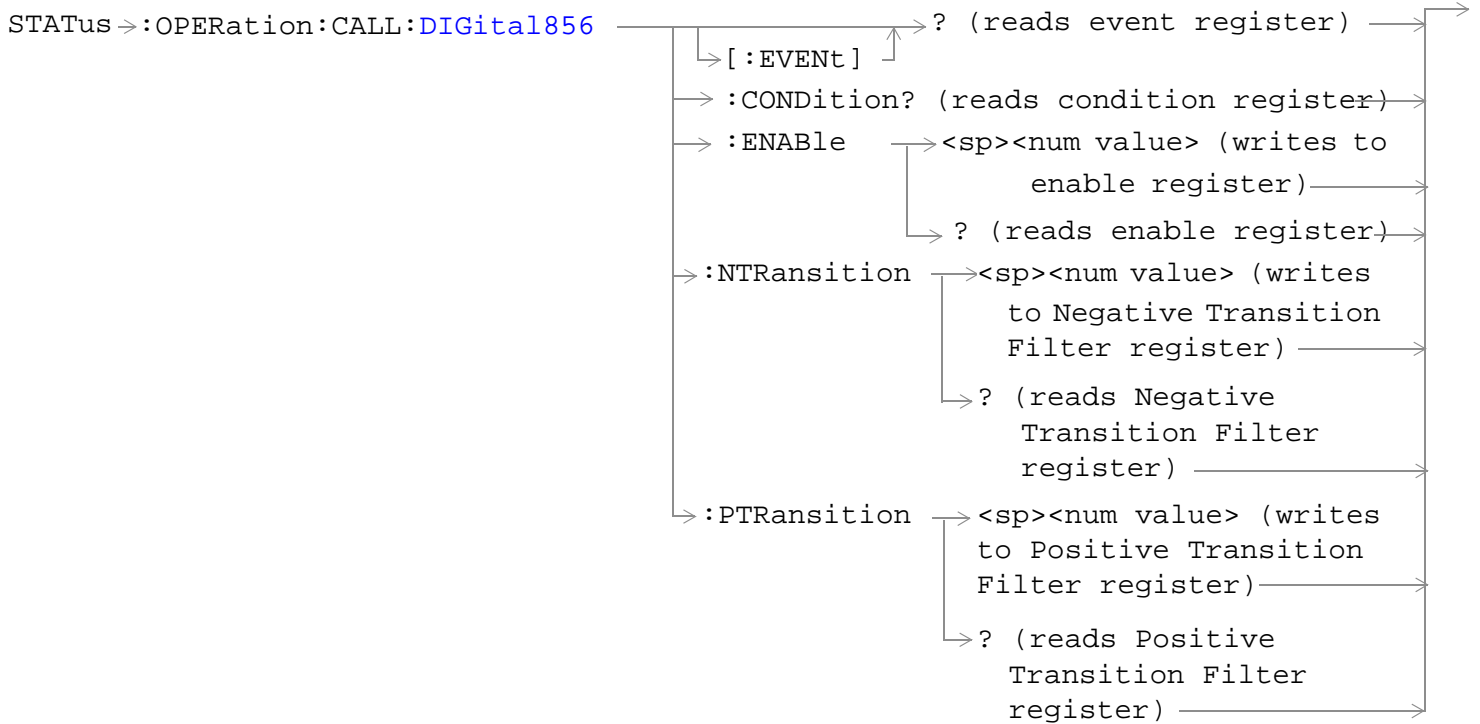 STATus :OPERation:CALL:DIGital856 ? (reads event register)
[:EVENt]
:CONDition? (reads condition register)
:ENABle <sp><num value> (writes to
enable register)
? (reads enable register)
:NTRansition <sp><num value> (writes
to Negative Transition
Filter register)
? (reads Negative
Transition Filter
register)
:PTRansition <sp><num value> (writes
to Positive Transition
Filter register)
? (reads Positive
Transition Filter
register)